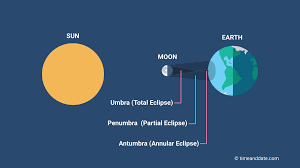 SUN
MOON
EARTH
Umbra (Total Eclipse)
Penumbra (Partial Eclipse)
Antumbra (Annular Eclipse)
© timeanddate.com